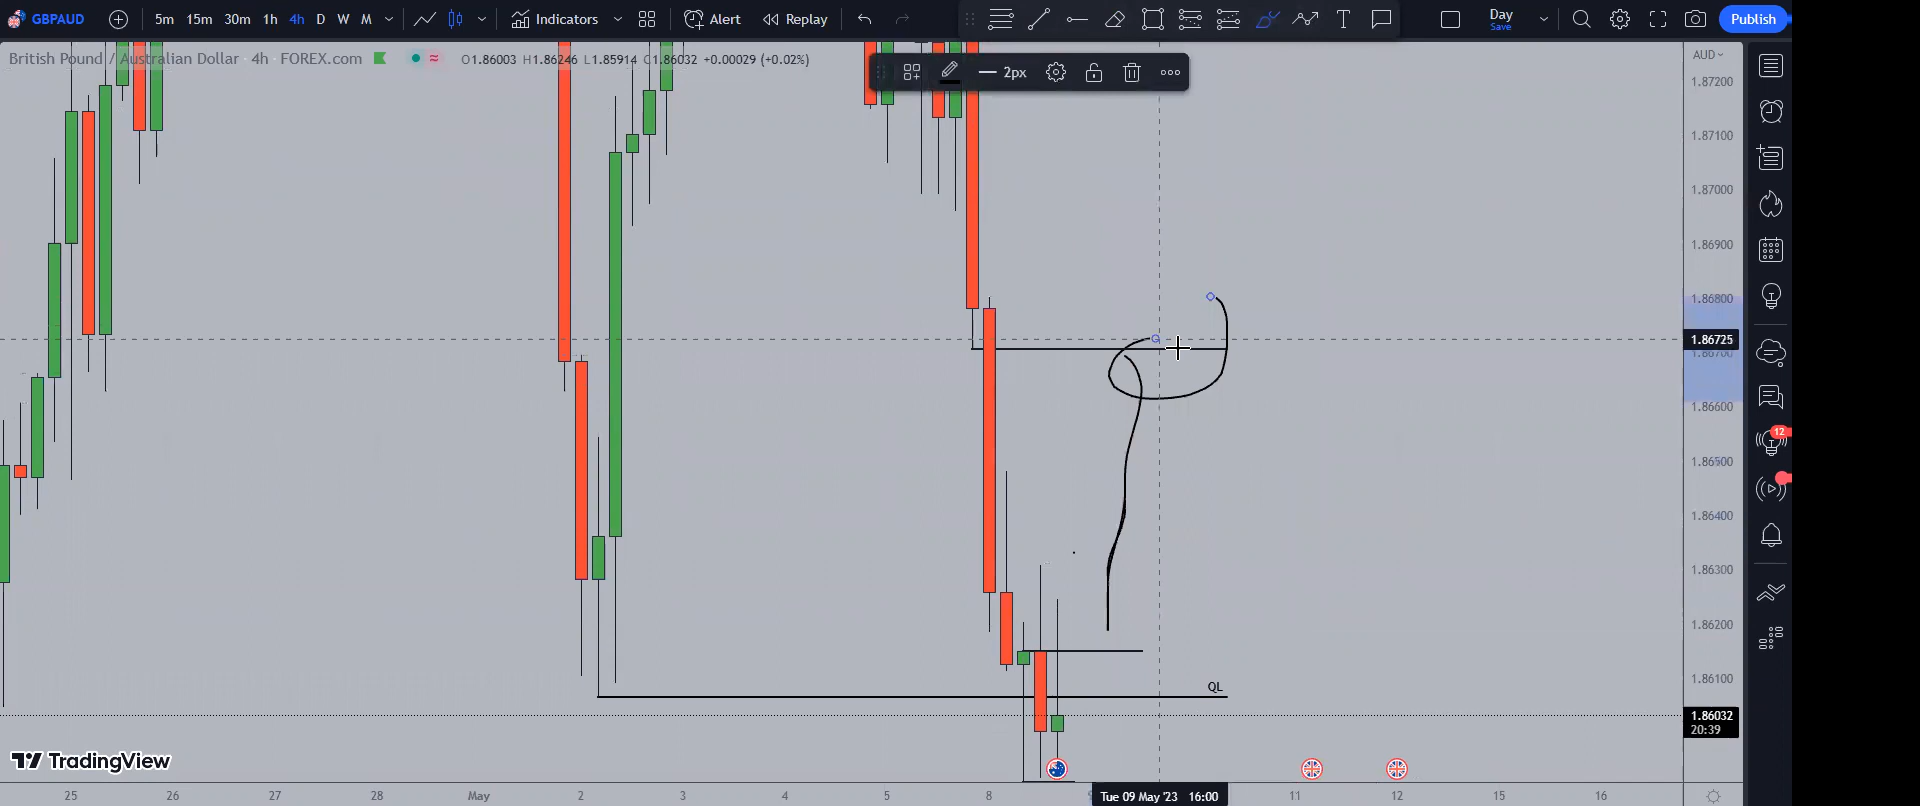 GBPAUD 5m 15m 30m 1h 4h D W M Indicators Alert Replay Day Save Publish
British Pound / Australian Dollar · 4h · FOREX.com O1.86003 H1.86246 L1.85914 C1.86032 +0.00029 (+0.02%)
2px
AUD
1.87200
1.87100
1.87000
1.86900
1.86800
1.86725
1.86700
1.86600
1.86500
1.86400
1.86300
1.86200
1.86100
1.86032
20:39
12
QL
TradingView
25 26 27 28 May 2 3 4 5 8 9 Tue 09 May '23 16:00 11 12 15 16